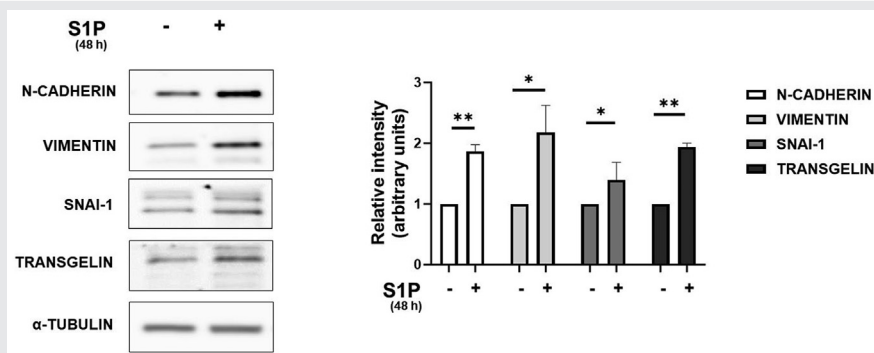 S1P - +
(48 h)
N-CADHERIN
VIMENTIN
SNAI-1
TRANSGELIN
α-TUBULIN
Relative intensity
(arbitrary units)
3
2
1
0
** * * **
- + - + - + - +
S1P
(48 h)
N-CADHERIN
VIMENTIN
SNAI-1
TRANSGELIN